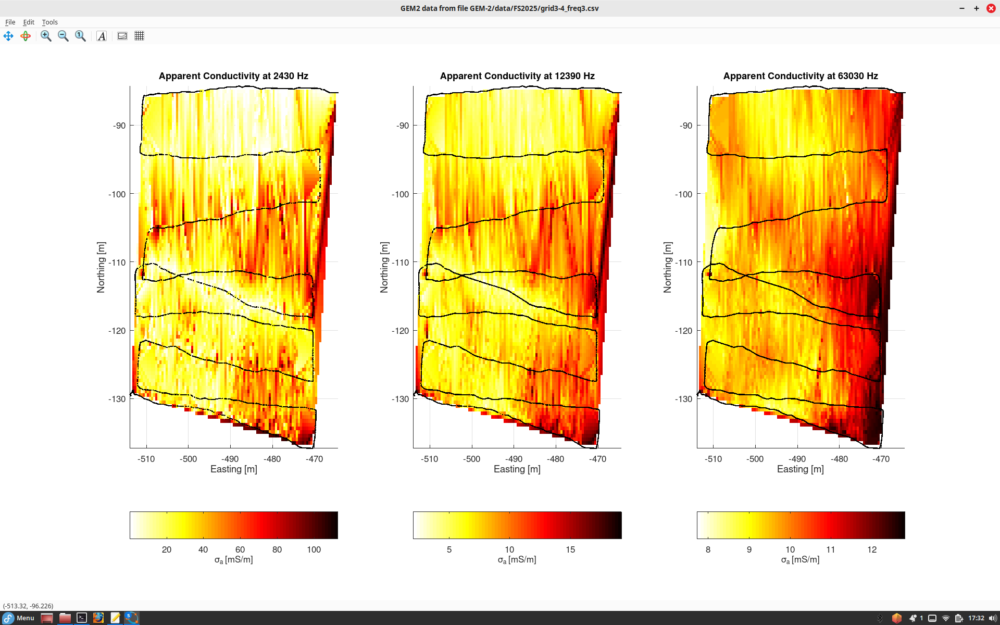 GEM2 data from file GEM-2/data/FS2025/grid3-4_freq3.csv
File Edit Tools
A
Apparent Conductivity at 2430 Hz
Northing [m]
-90
-100
-110
-120
-130
-510 -500 -490 -480 -470
Easting [m]
20 40 60 80 100
σa [mS/m]
Apparent Conductivity at 12390 Hz
Northing [m]
-90
-100
-110
-120
-130
-510 -500 -490 -480 -470
Easting [m]
5 10 15
σa [mS/m]
Apparent Conductivity at 63030 Hz
Northing [m]
-90
-100
-110
-120
-130
-510 -500 -490 -480 -470
Easting [m]
8 9 10 11 12
σa [mS/m]
(-513.32, -96.226)
Menu 5 1 17:32